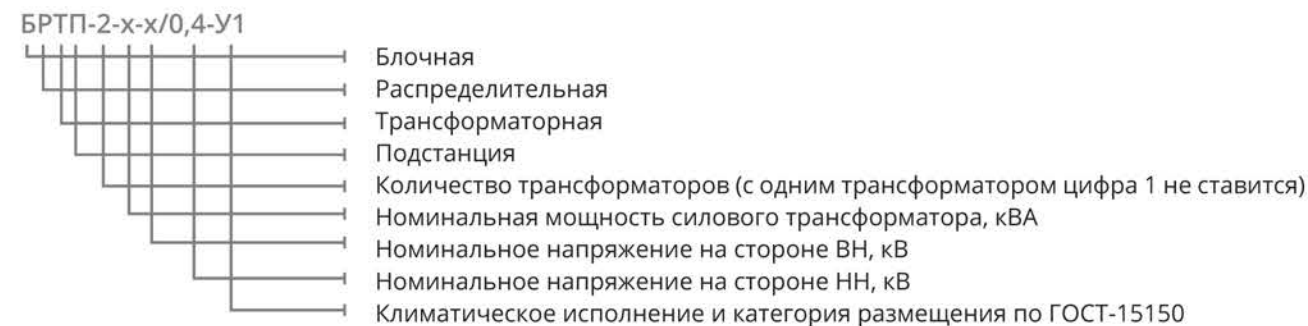 БРТП-2-х-х/0,4-У1
Блочная
Распределительная
Трансформаторная
Подстанция
Количество трансформаторов (с одним трансформатором цифра 1 не ставится)
Номинальная мощность силового трансформатора, кВА
Номинальное напряжение на стороне ВН, кВ
Номинальное напряжение на стороне НН, кВ
Климатическое исполнение и категория размещения по ГОСТ-15150